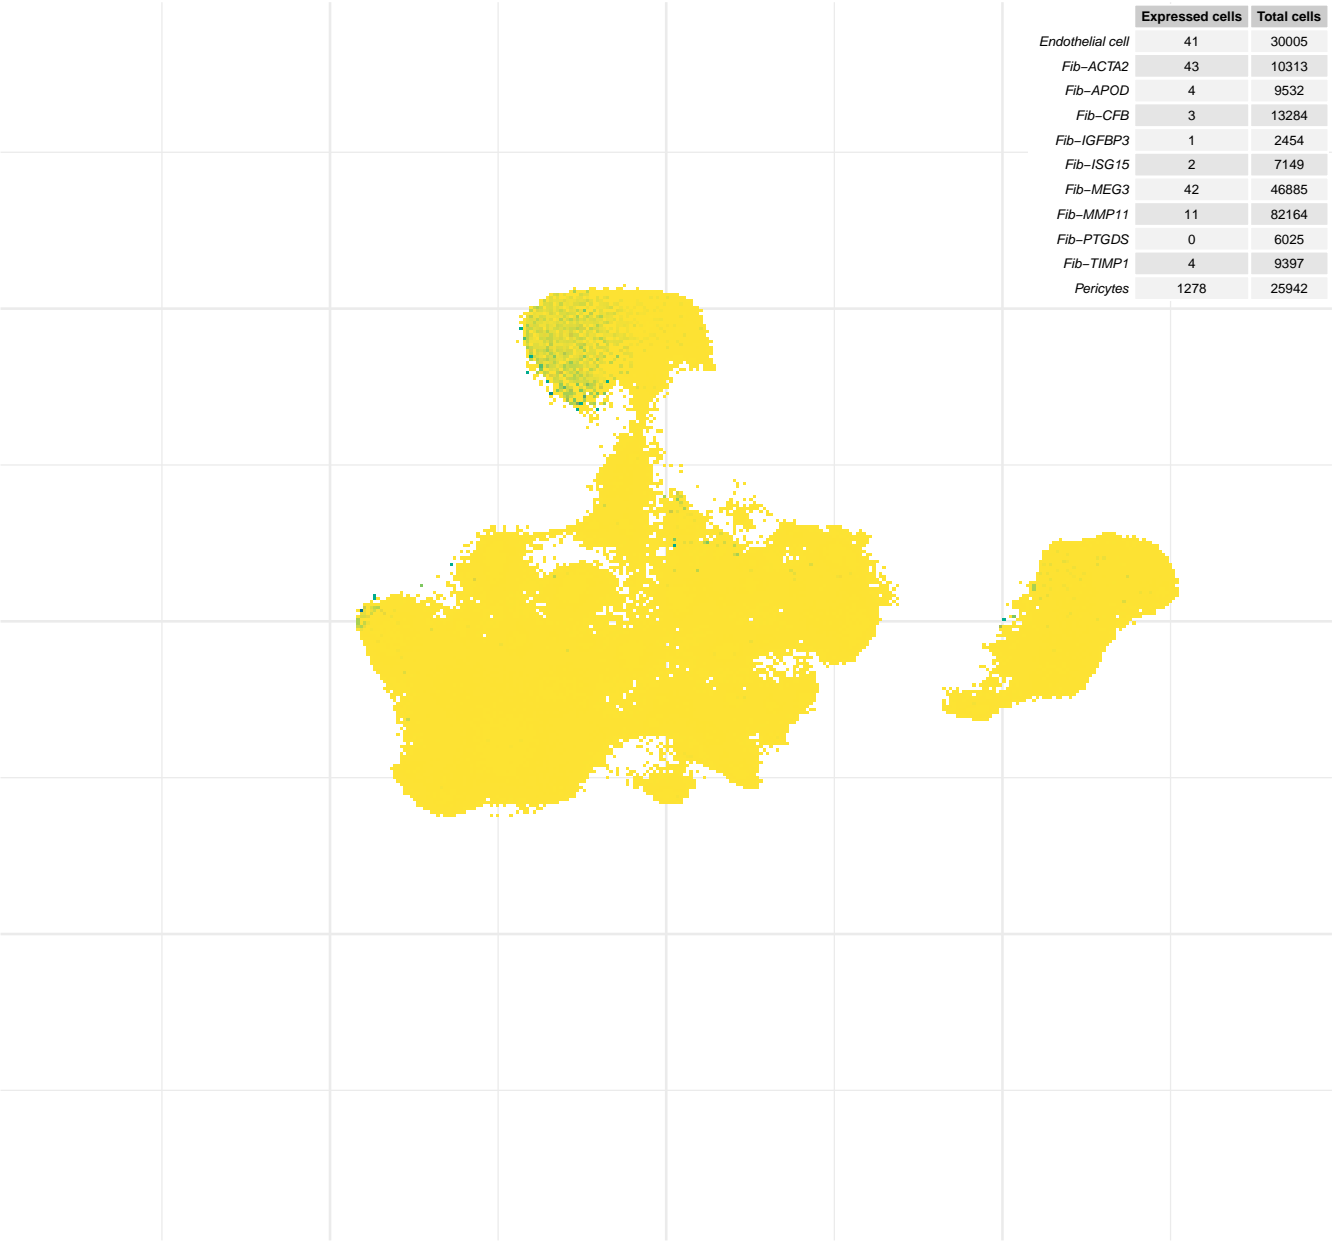 Expressed cells Total cells
Endothelial cell 41 30005
Fib−ACTA2 43 10313
Fib−APOD 4 9532
Fib−CFB 3 13284
Fib−IGFBP3 1 2454
Fib−ISG15 2 7149
Fib−MEG3 42 46885
Fib−MMP11 11 82164
Fib−PTGDS 0 6025
Fib−TIMP1 4 9397
Pericytes 1278 25942